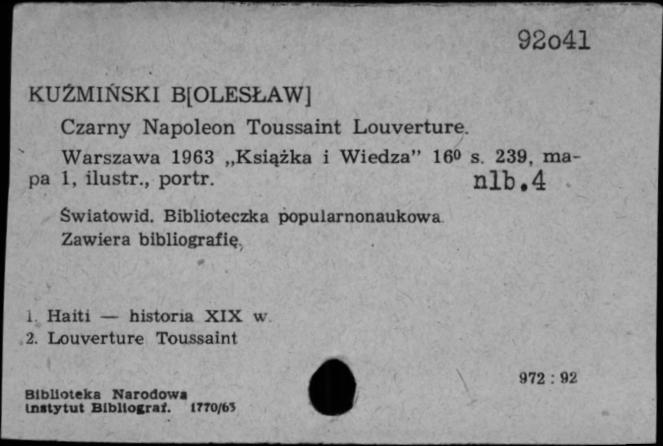 92o41
KUŹMIŃSKI B[OLESŁAW]
Czarny Napoleon Toussaint Louverture.
Warszawa 1963 „Książka i Wiedza” 16⁰ s. 239, ma-
pa 1, ilustr., portr. nlb.4
Światowid. Biblioteczka popularnonaukowa.
Zawiera bibliografię.
1. Haiti — historia XIX w.
2. Louverture Toussaint
972 : 92
Biblioteka Narodowa
Instytut Bibliograf. 1770/63